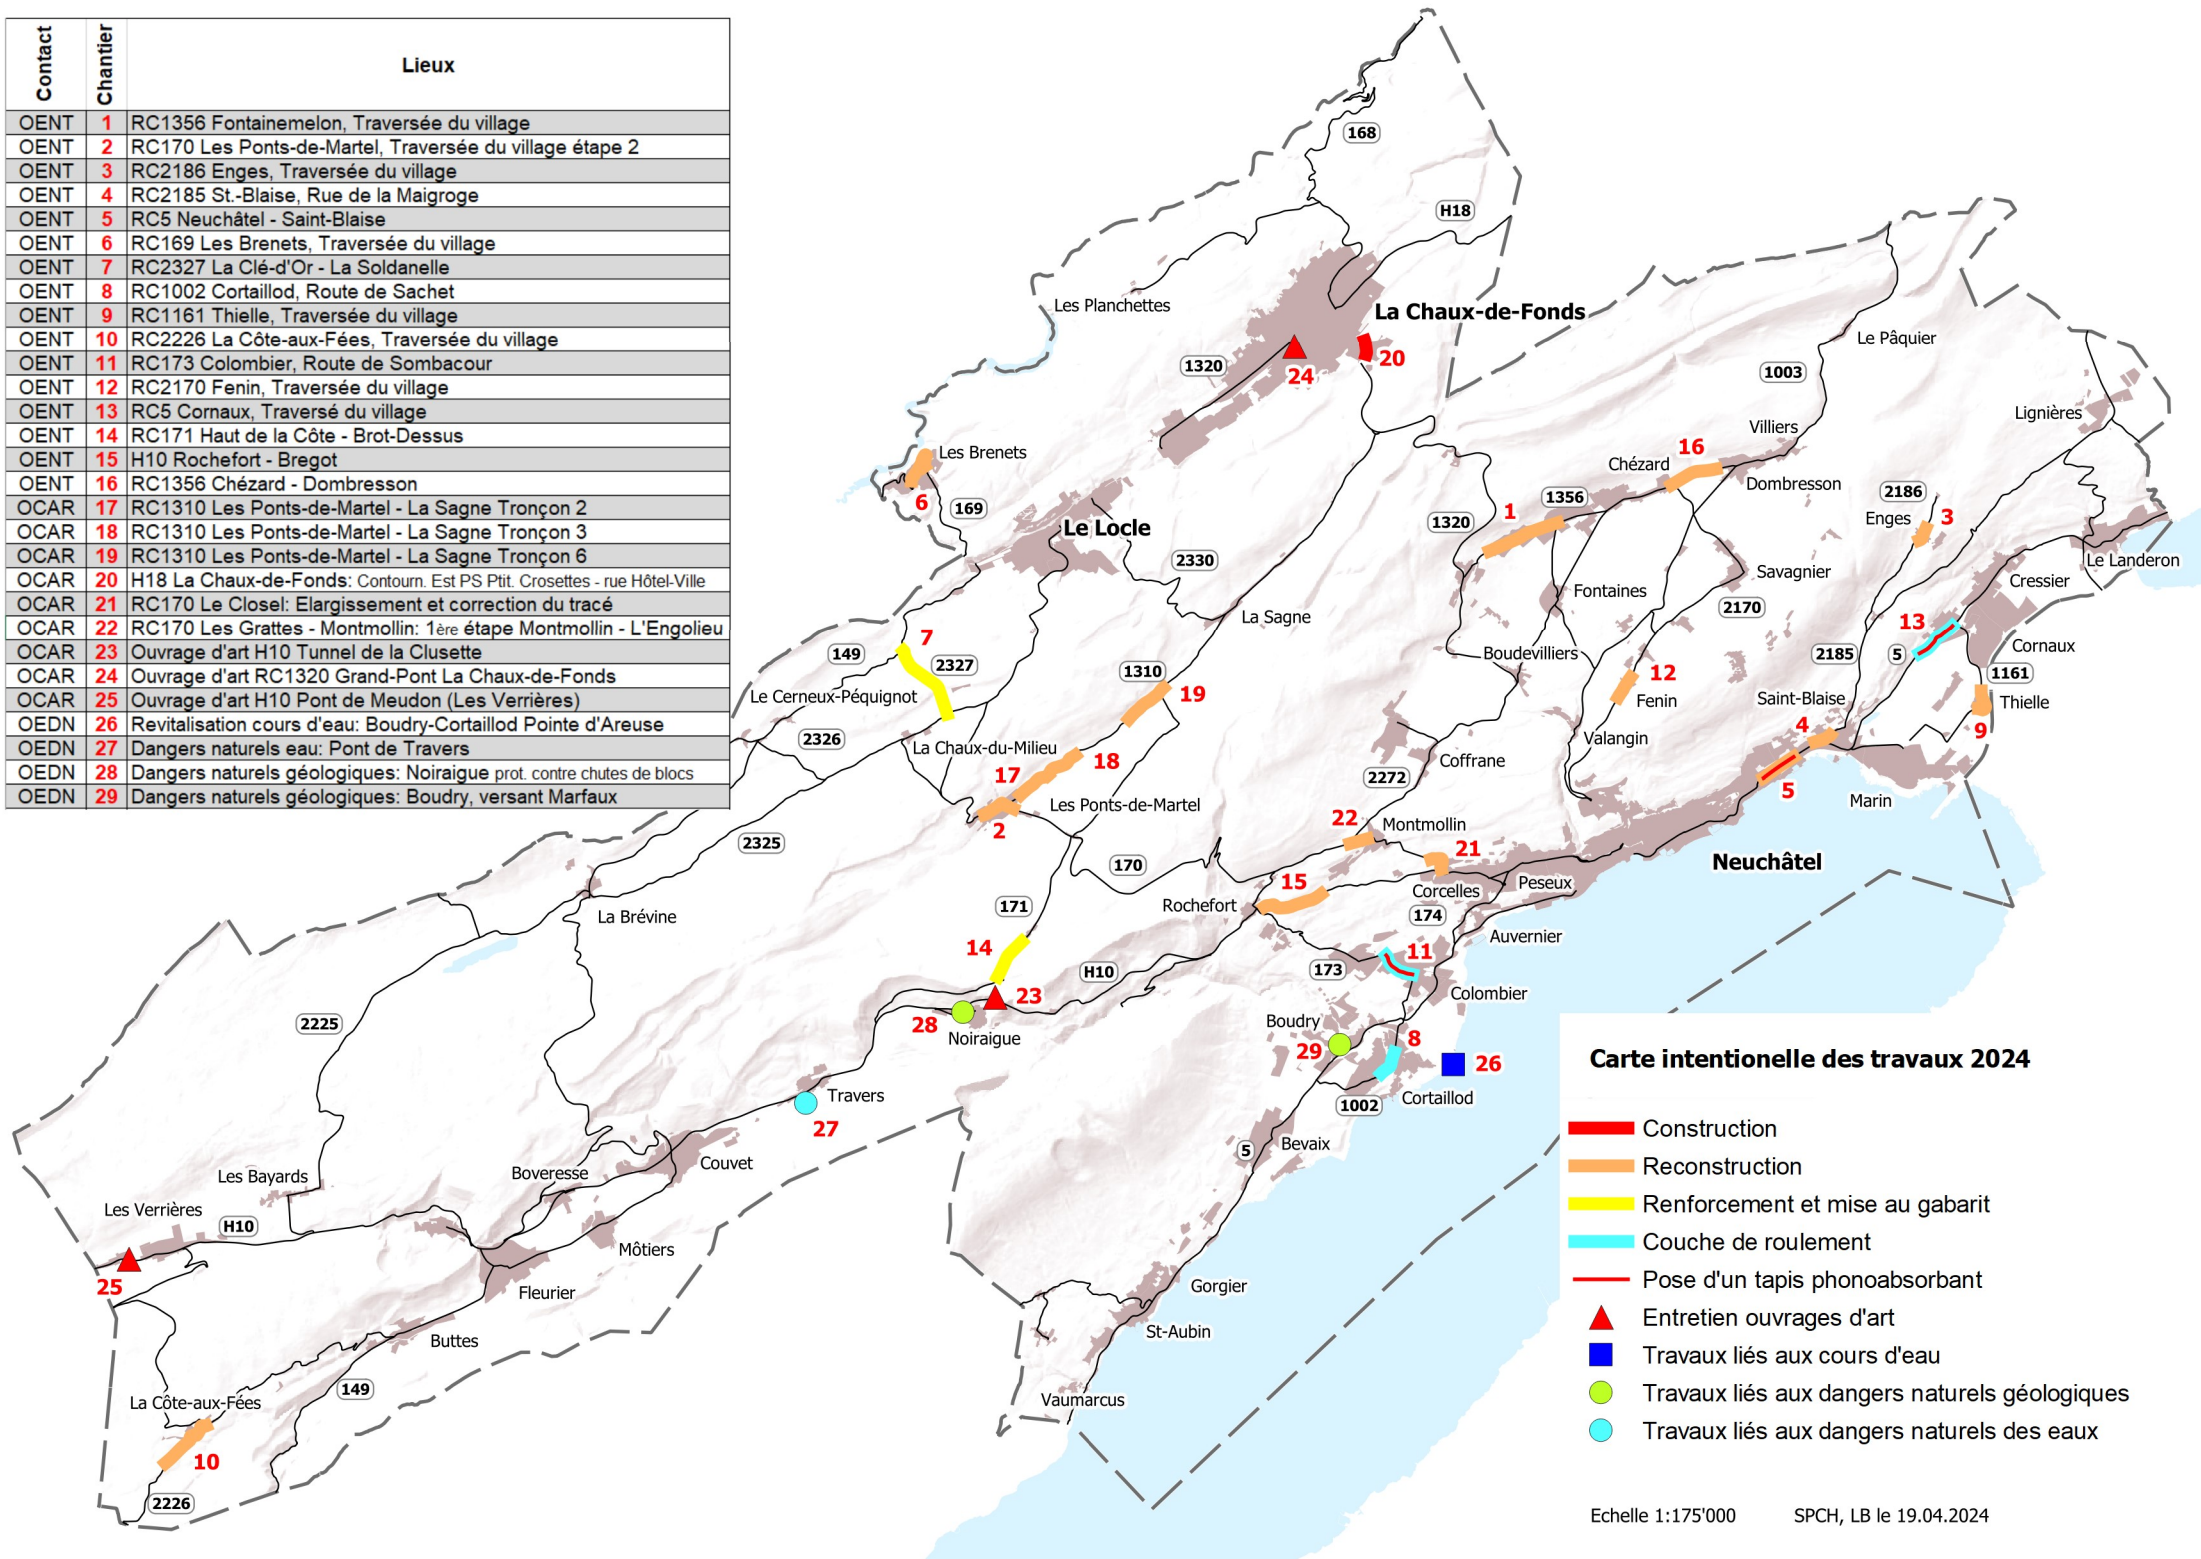 Contact Chantier Lieux
OENT 1 RC1356 Fontainemelon, Traversée du village
OENT 2 RC170 Les Ponts-de-Martel, Traversée du village étape 2
OENT 3 RC2186 Enges, Traversée du village
OENT 4 RC2185 St.-Blaise, Rue de la Maigroge
OENT 5 RC5 Neuchâtel - Saint-Blaise
OENT 6 RC169 Les Brenets, Traversée du village
OENT 7 RC2327 La Clé-d'Or - La Soldanelle
OENT 8 RC1002 Cortaillod, Route de Sachet
OENT 9 RC1161 Thielle, Traversée du village
OENT 10 RC2226 La Côte-aux-Fées, Traversée du village
OENT 11 RC173 Colombier, Route de Sombacour
OENT 12 RC2170 Fenin, Traversée du village
OENT 13 RC5 Cornaux, Traversé du village
OENT 14 RC171 Haut de la Côte - Brot-Dessus
OENT 15 H10 Rochefort - Bregot
OENT 16 RC1356 Chézard - Dombresson
OCAR 17 RC1310 Les Ponts-de-Martel - La Sagne Tronçon 2
OCAR 18 RC1310 Les Ponts-de-Martel - La Sagne Tronçon 3
OCAR 19 RC1310 Les Ponts-de-Martel - La Sagne Tronçon 6
OCAR 20 H18 La Chaux-de-Fonds: Contourn. Est PS Ptit. Crosettes - rue Hôtel-Ville
OCAR 21 RC170 Le Closel: Elargissement et correction du tracé
OCAR 22 RC170 Les Grattes - Montmollin: 1ère étape Montmollin - L'Engolieu
OCAR 23 Ouvrage d'art H10 Tunnel de la Clusette
OCAR 24 Ouvrage d'art RC1320 Grand-Pont La Chaux-de-Fonds
OCAR 25 Ouvrage d'art H10 Pont de Meudon (Les Verrières)
OEDN 26 Revitalisation cours d'eau: Boudry-Cortaillod Pointe d'Areuse
OEDN 27 Dangers naturels eau: Pont de Travers
OEDN 28 Dangers naturels géologiques: Noiraigue prot. contre chutes de blocs
OEDN 29 Dangers naturels géologiques: Boudry, versant Marfaux
168
H18
Les Planchettes
La Chaux-de-Fonds
20
1320
24
Le Pâquier
1003
Lignières
Villiers
16
Chézard
Dombresson
Les Brenets
6
169
Le Locle
1
1356
1320
2186
Enges
3
Le Landeron
Cressier
2330
Fontaines
Savagnier
2170
La Sagne
13
Cornaux
5
2185
Boudevilliers
7
149
2327
Le Cerneux-Péquignot
1310
19
12
Fenin
1161
Thielle
9
Saint-Blaise
4
2326
La Chaux-du-Milieu
18
17
Valangin
Coffrane
2272
5
Marin
Les Ponts-de-Martel
2
22
Montmollin
21
2325
170
Neuchâtel
15
Corcelles
Peseux
Rochefort
174
171
La Brévine
Auvernier
14
11
173
H10
Colombier
23
28
Noiraigue
2225
Boudry
29
8
26
Travers
27
1002
Cortaillod
5
Bevaix
Couvet
Boveresse
Les Bayards
Les Verrières
H10
Môtiers
25
Fleurier
Gorgier
St-Aubin
Buttes
149
La Côte-aux-Fées
Vaumarcus
10
2226
Carte intentionelle des travaux 2024
Construction
Reconstruction
Renforcement et mise au gabarit
Couche de roulement
Pose d'un tapis phonoabsorbant
Entretien ouvrages d'art
Travaux liés aux cours d'eau
Travaux liés aux dangers naturels géologiques
Travaux liés aux dangers naturels des eaux
Echelle 1:175'000 SPCH, LB le 19.04.2024